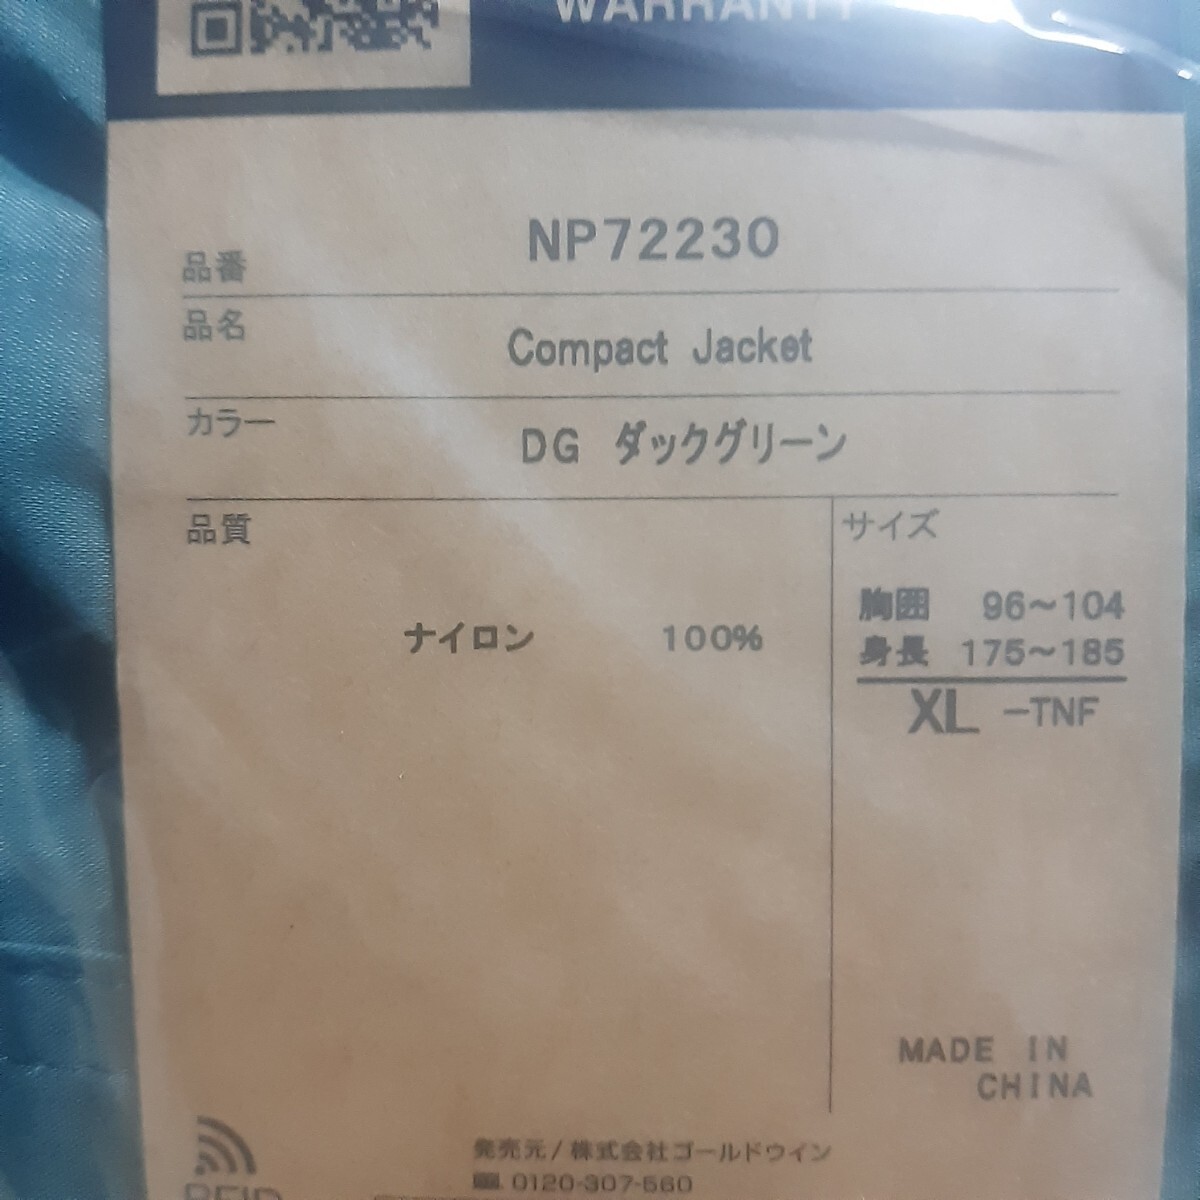 WARRANTY
品番 NP72230
品名 Compact Jacket
カラー DG ダックグリーン
品質 サイズ
ナイロン 100%
胸囲 96~104
身長 175~185
XL -TNF
MADE IN
CHINA
発売元/株式会社ゴールドウイン
0120-307-560
RFID